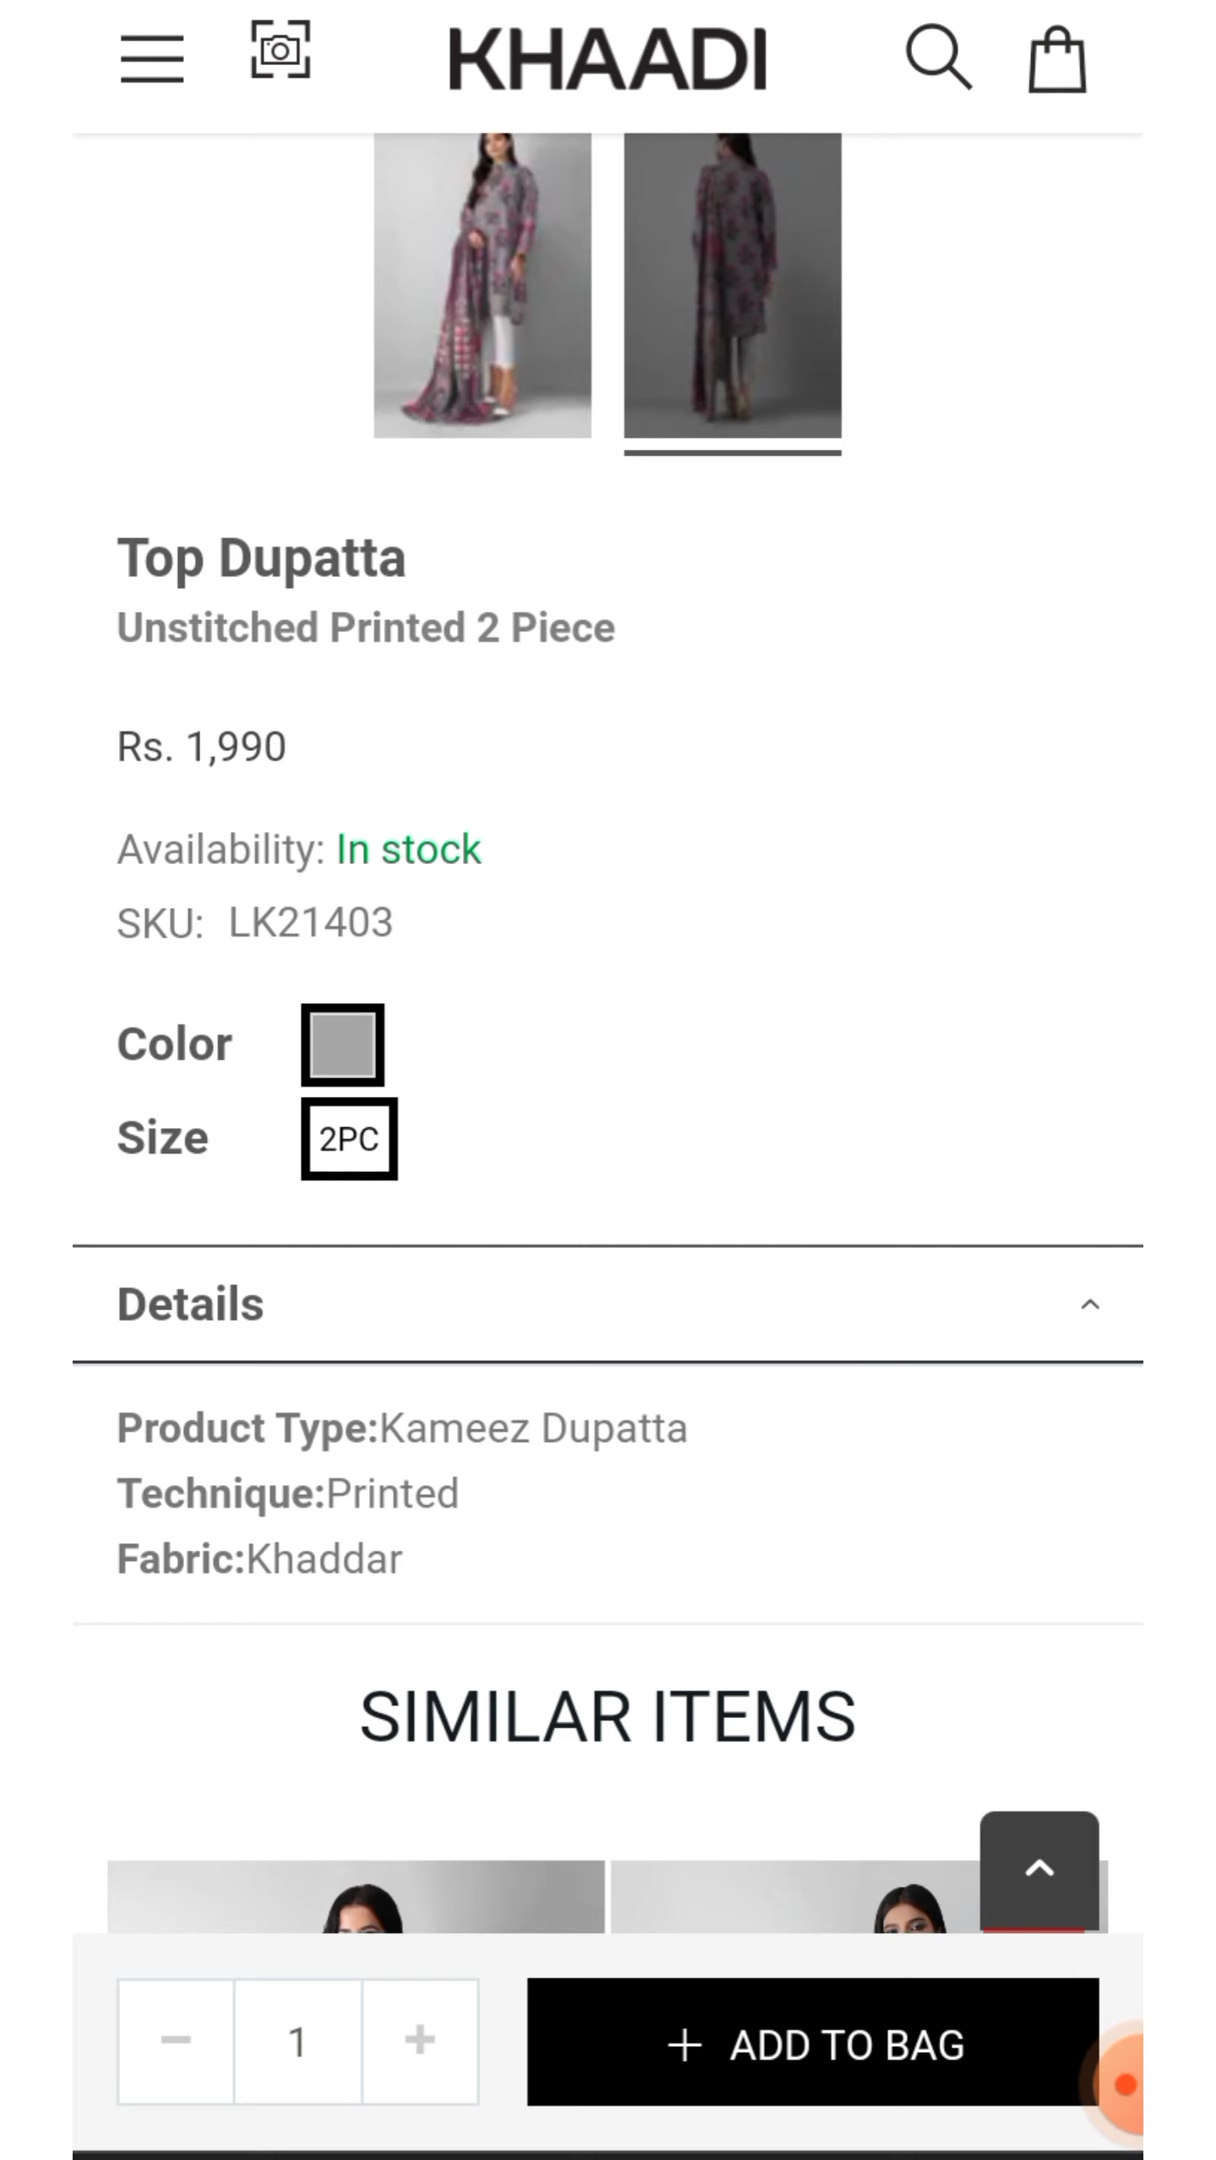 KHAADI
Top Dupatta
Unstitched Printed 2 Piece
Rs. 1,990
Availability: In stock
SKU: LK21403
Color
Size 2PC
Details
Product Type:Kameez Dupatta
Technique:Printed
Fabric:Khaddar
SIMILAR ITEMS
1 + ADD TO BAG